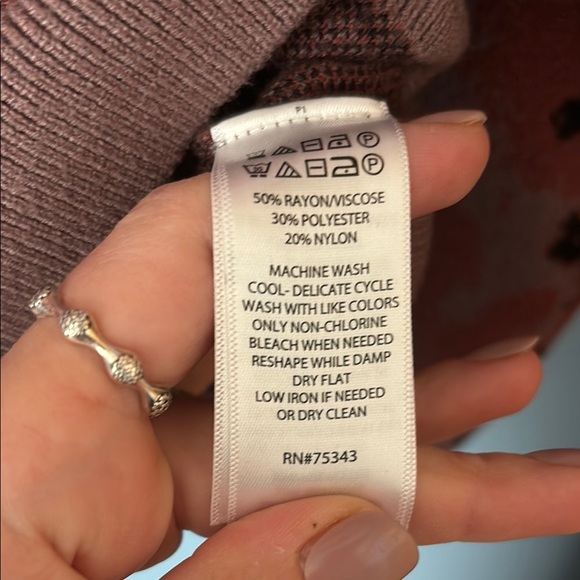 P1
50% RAYON/VISCOSE
30% POLYESTER
20% NYLON
MACHINE WASH
COOL- DELICATE CYCLE
WASH WITH LIKE COLORS
ONLY NON-CHLORINE
BLEACH WHEN NEEDED
RESHAPE WHILE DAMP
DRY FLAT
LOW IRON IF NEEDED
OR DRY CLEAN
RN#75343